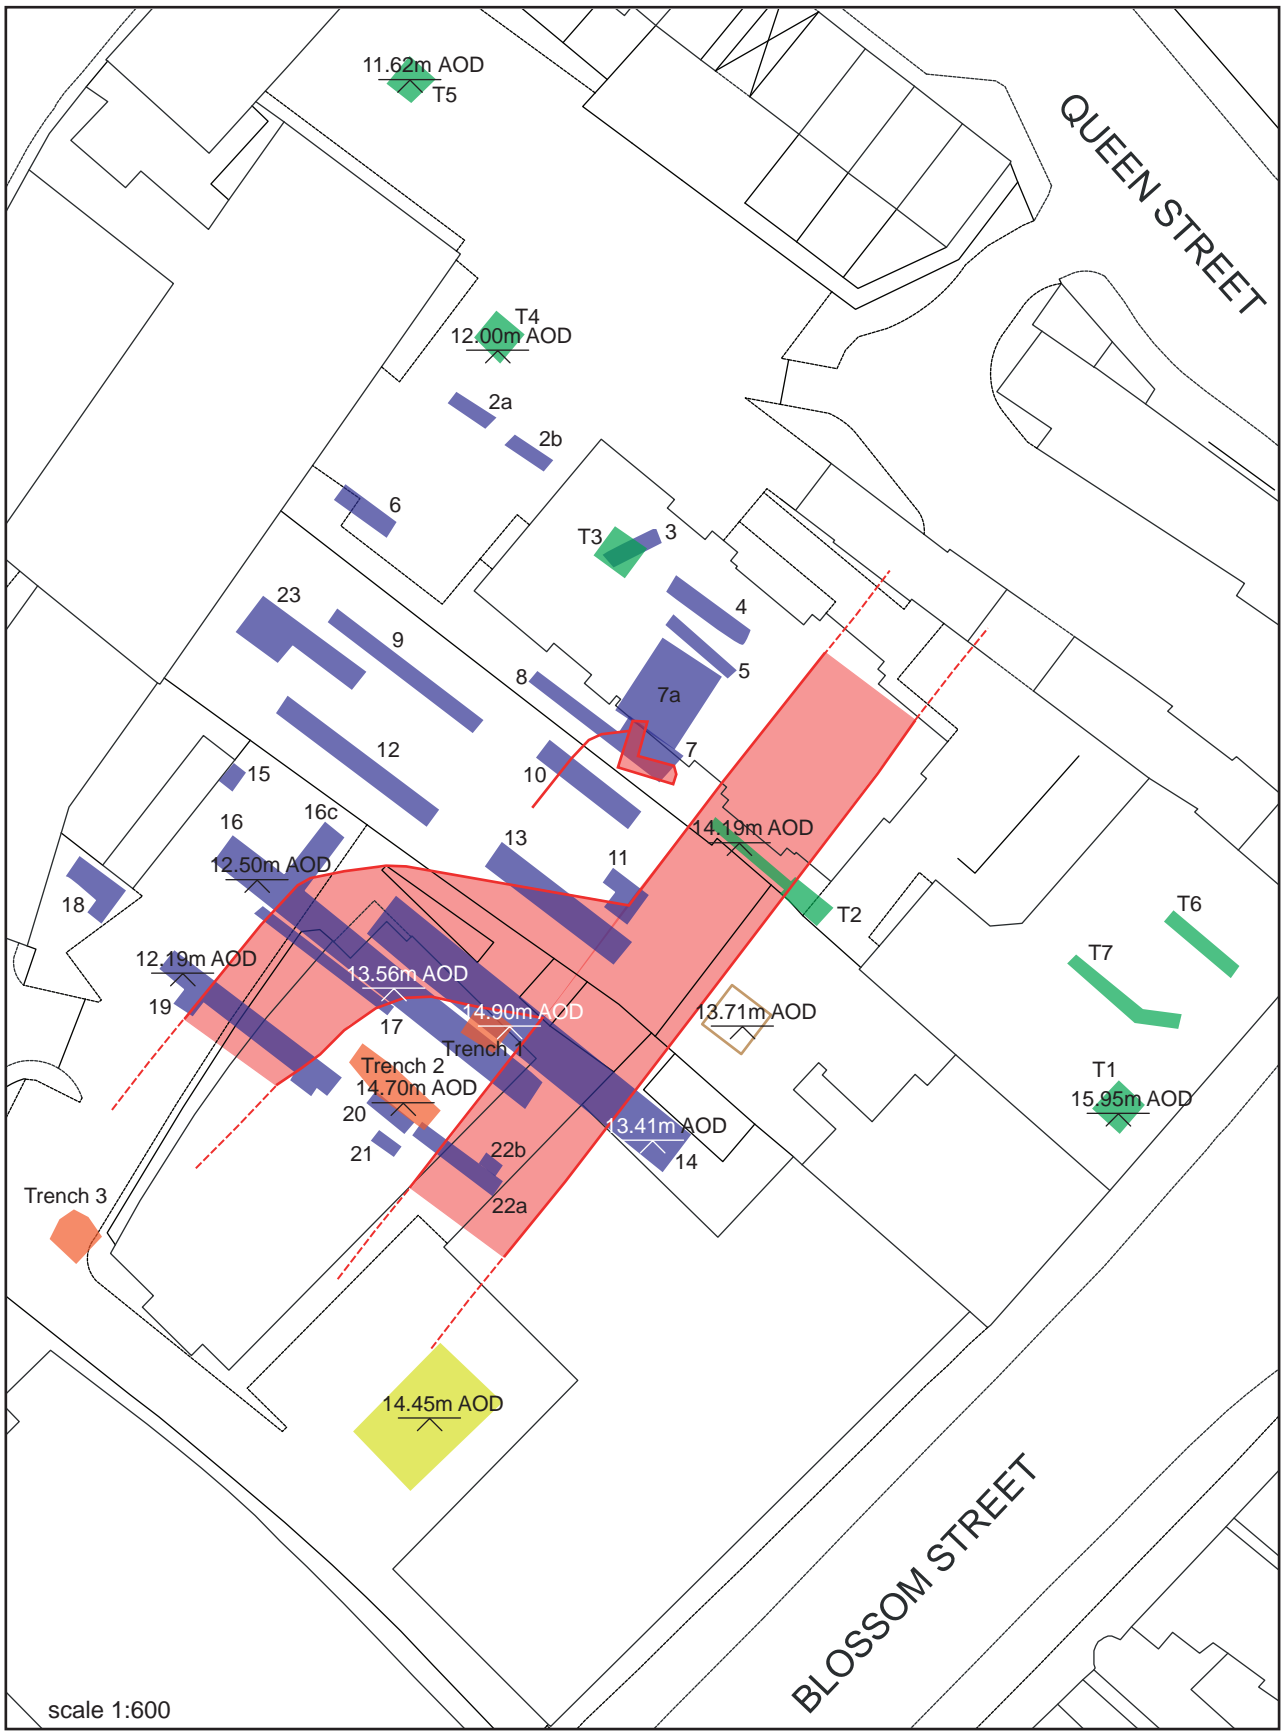 11.62m AOD
T5
QUEEN STREET
T4
12.00m AOD
2a
2b
6
T3
3
23
9
4
8
5
7a
12
7
10
15
16
16c
13
14.19m AOD
12.50m AOD
11
18
T2
T6
12.19m AOD
13.56m AOD
T7
19
17
14.90m AOD
13.71m AOD
Trench 1
Trench 2
14.70m AOD
T1
15.95m AOD
20
13.41m AOD
21
22b
14
Trench 3
22a
14.45m AOD
BLOSSOM STREET
scale 1:600